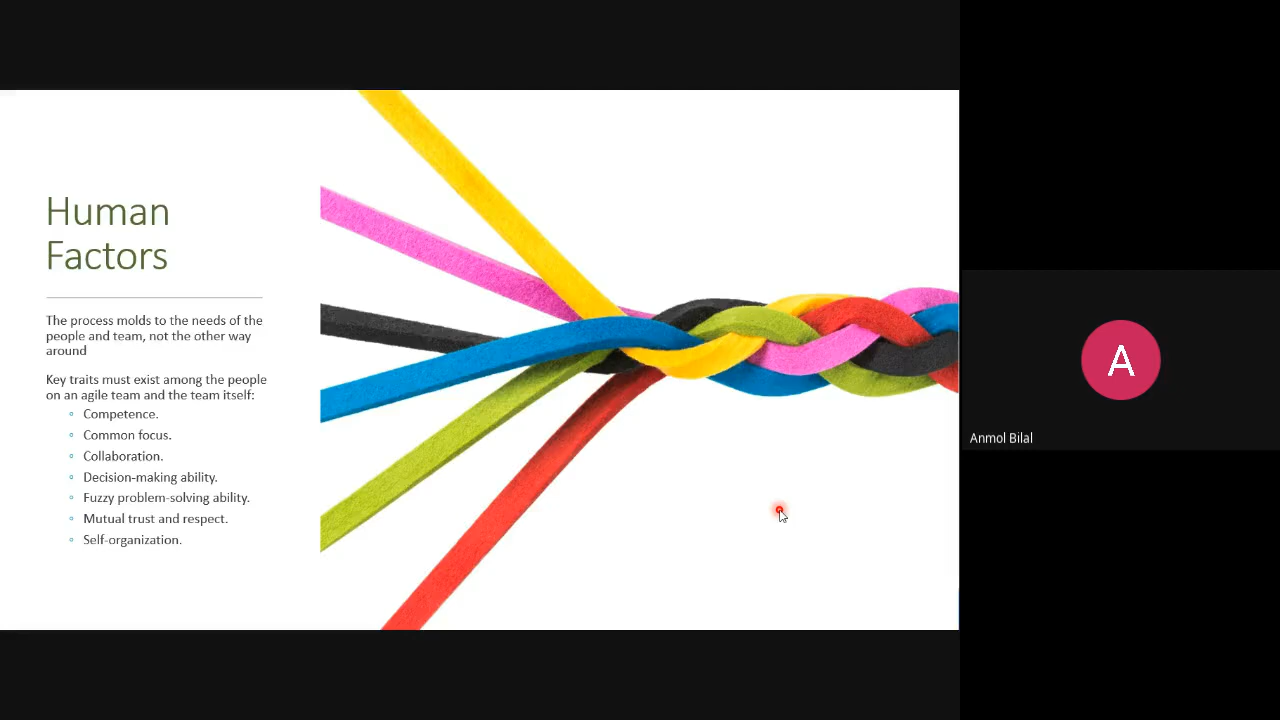 Human
Factors
The process molds to the needs of the
people and team, not the other way
around
Key traits must exist among the people
on an agile team and the team itself:
Competence.
Common focus.
Collaboration.
Decision-making ability.
Fuzzy problem-solving ability.
Mutual trust and respect.
Self-organization.
A
Anmol Bilal